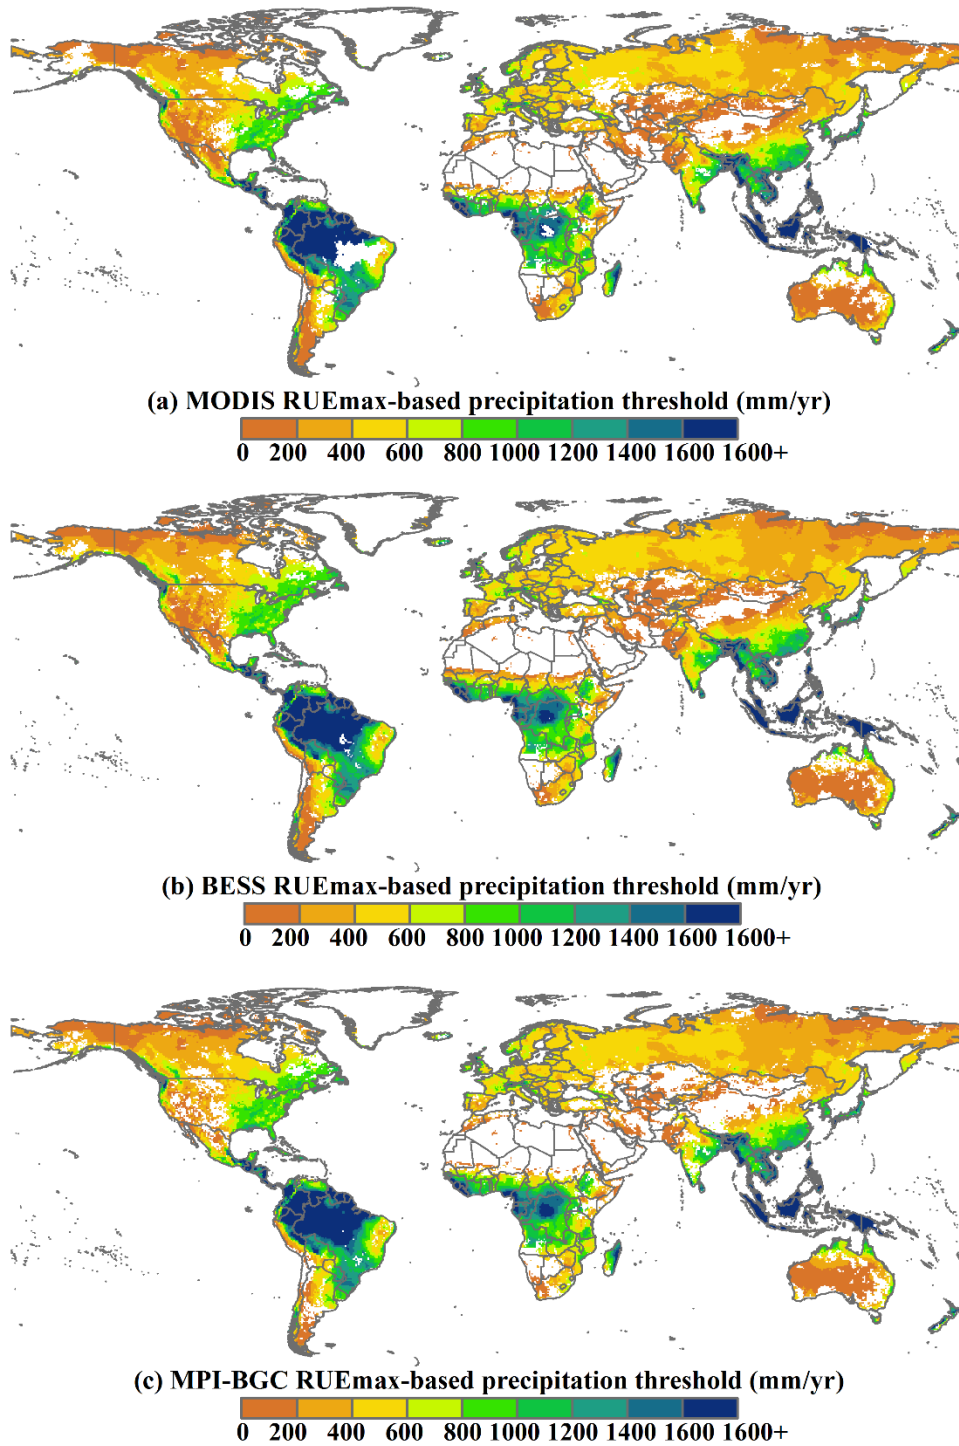 (a) MODIS RUEmax-based precipitation threshold (mm/yr)
0 200 400 600 800 1000 1200 1400 1600 1600+
(b) BESS RUEmax-based precipitation threshold (mm/yr)
0 200 400 600 800 1000 1200 1400 1600 1600+
(c) MPI-BGC RUEmax-based precipitation threshold (mm/yr)
0 200 400 600 800 1000 1200 1400 1600 1600+